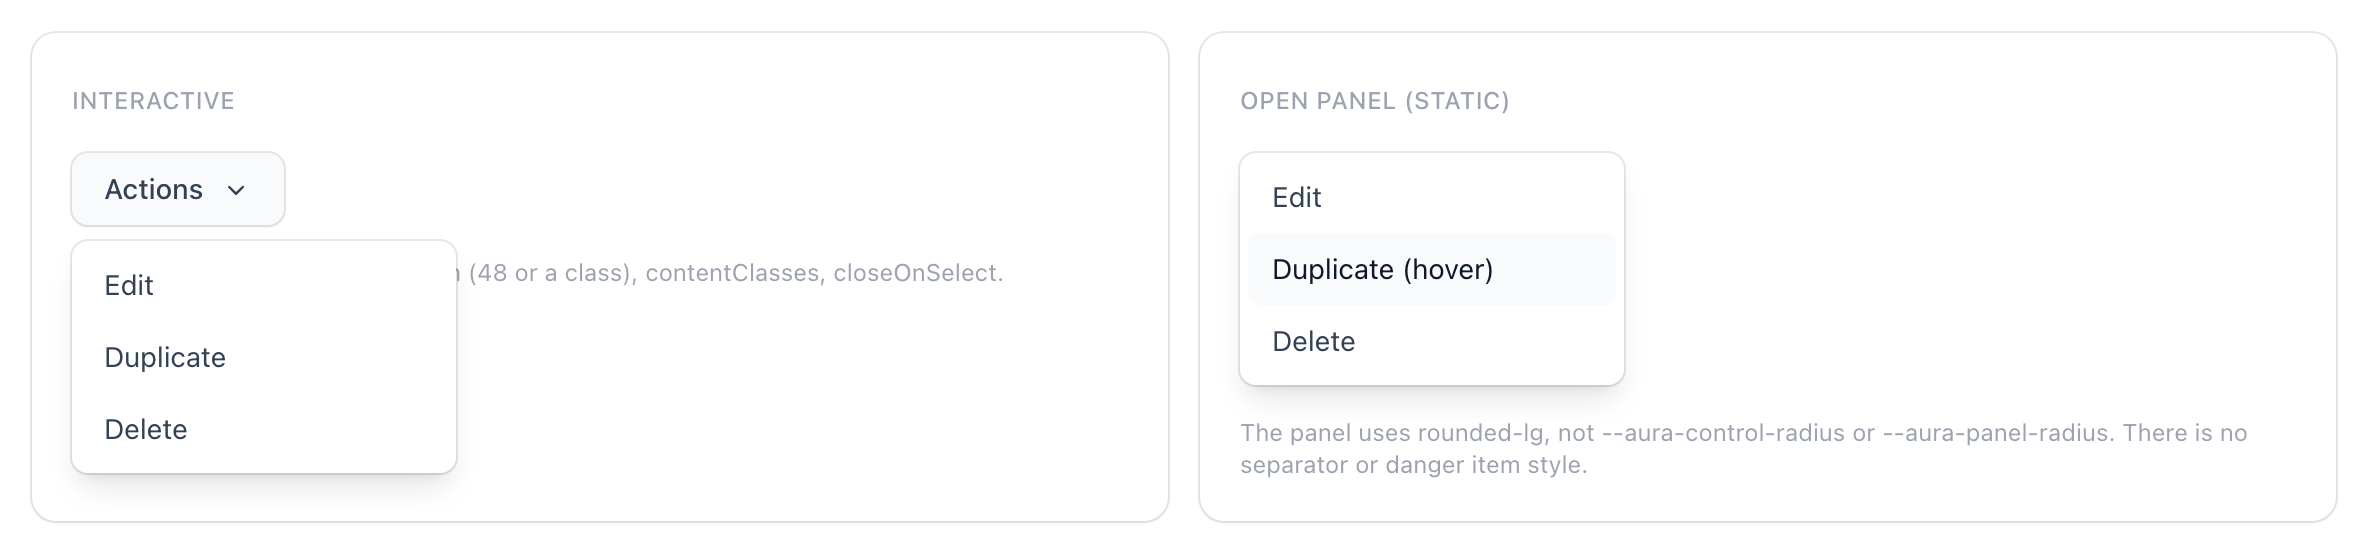 INTERACTIVE
Actions
Edit
(48 or a class), contentClasses, closeOnSelect.
Duplicate
Delete
OPEN PANEL (STATIC)
Edit
Duplicate (hover)
Delete
The panel uses rounded-lg, not --aura-control-radius or --aura-panel-radius. There is no
separator or danger item style.